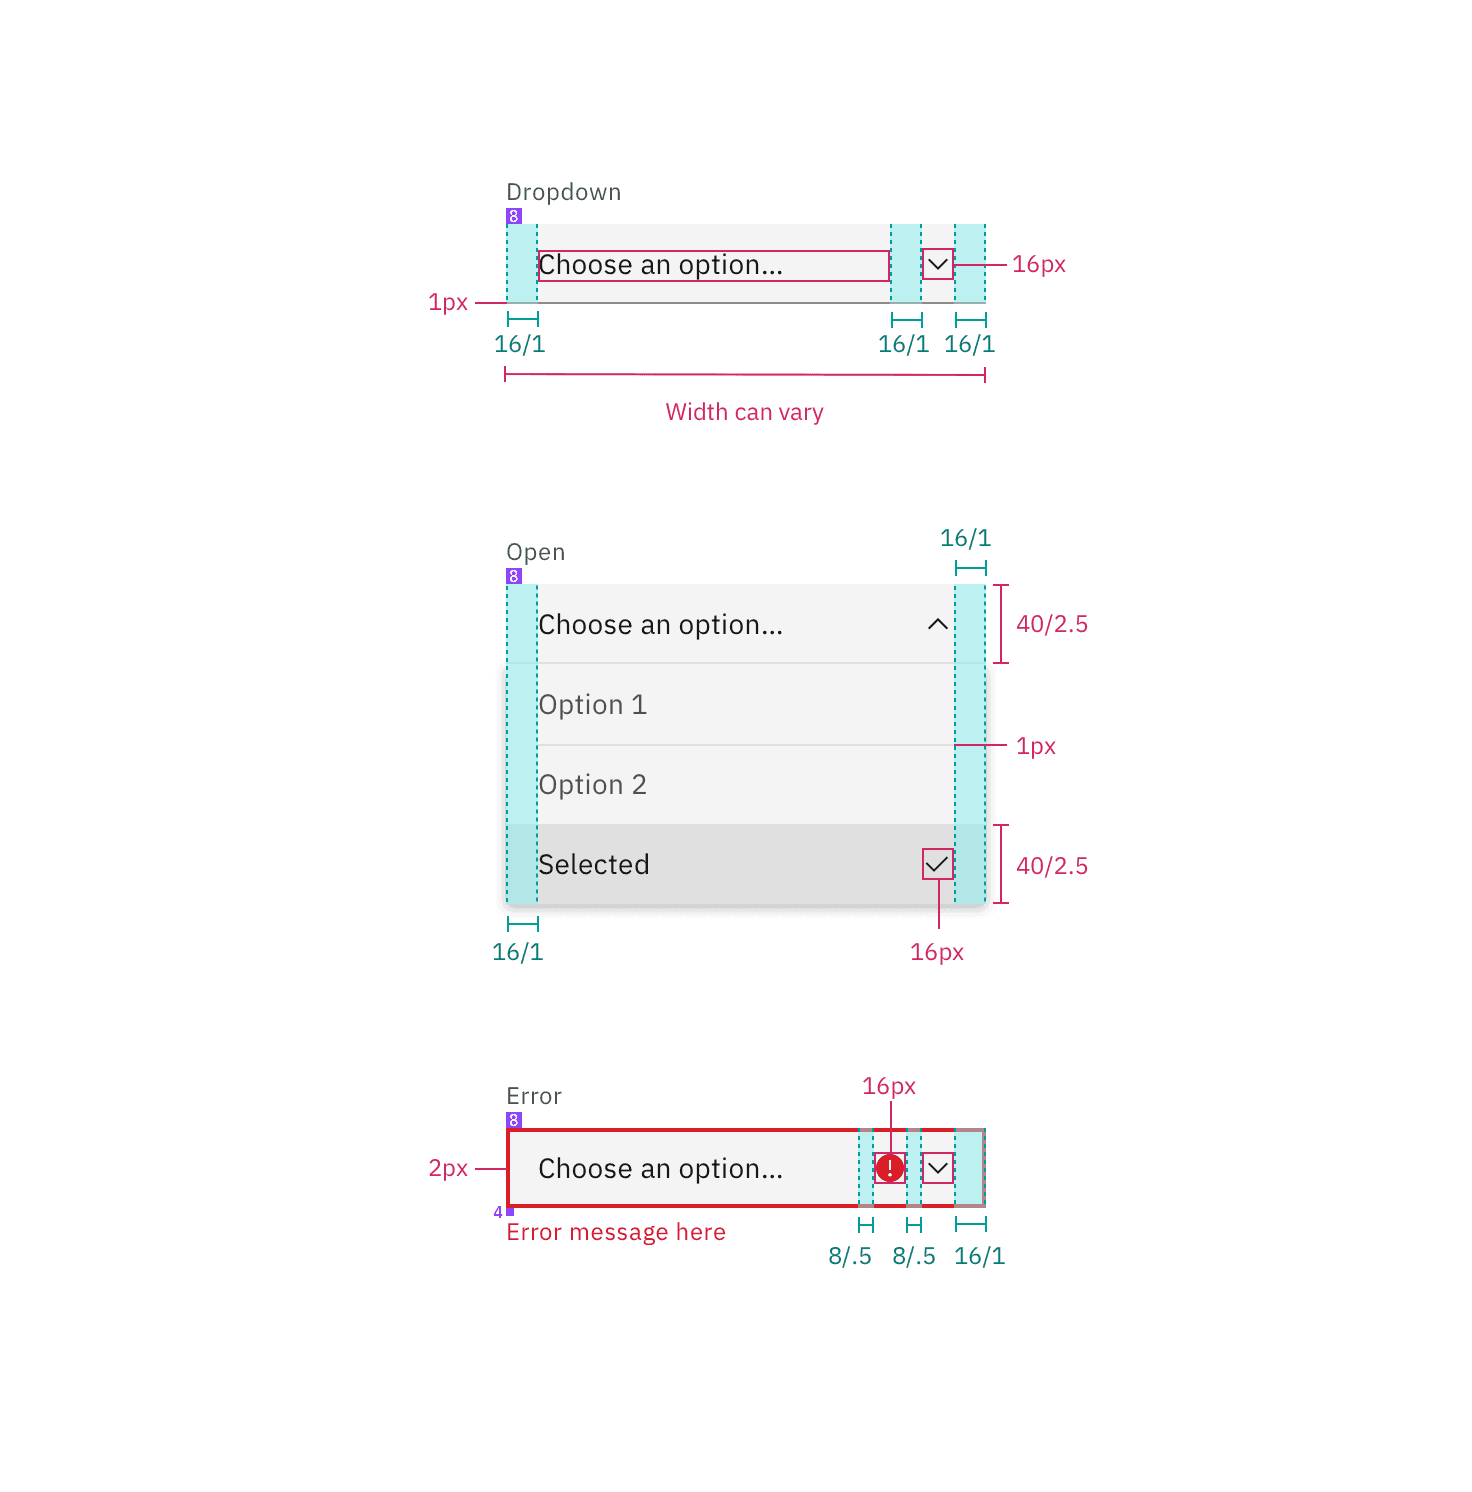 Dropdown
8
Choose an option...
16px
1px
16/1
16/1
16/1
Width can vary
16/1
Open
8
Choose an option...
40/2.5
Option 1
1px
Option 2
Selected
40/2.5
16/1
16px
16px
Error
8
2px
Choose an option...
4
Error message here
8/.5
8/.5
16/1